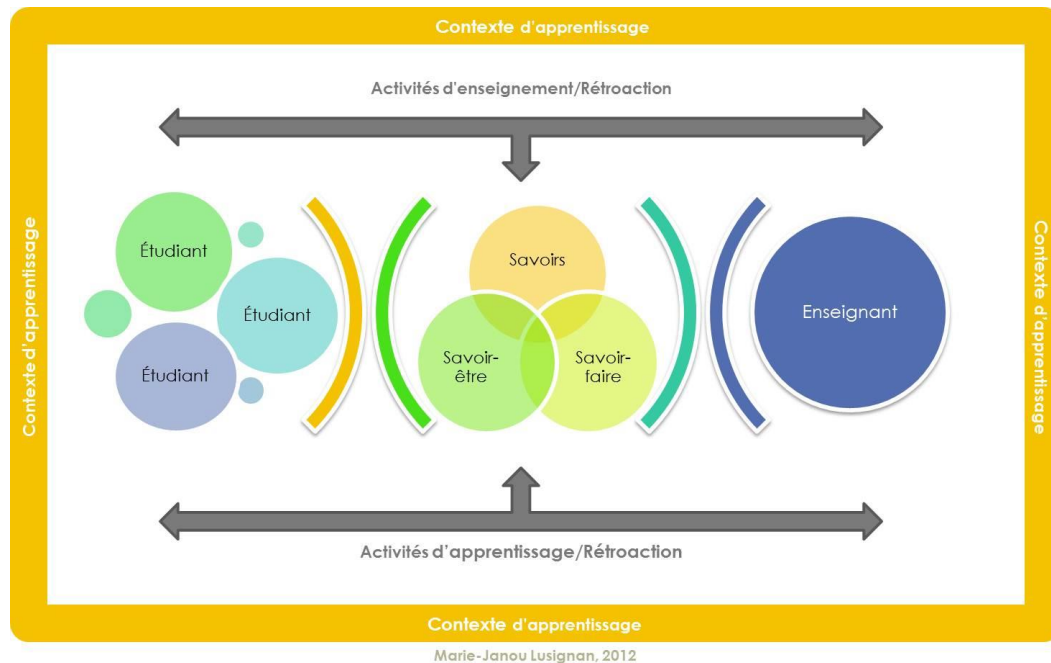 Contexte d'apprentissage
Activités d'enseignement/Rétroaction
Contexte d'apprentissage
Étudiant
Étudiant
Étudiant
Savoirs
Savoir-
être
Savoir-
faire
Enseignant
Contexte d'apprentissage
Activités d'apprentissage/Rétroaction
Contexte d'apprentissage
Marie-Janou Lusignan, 2012